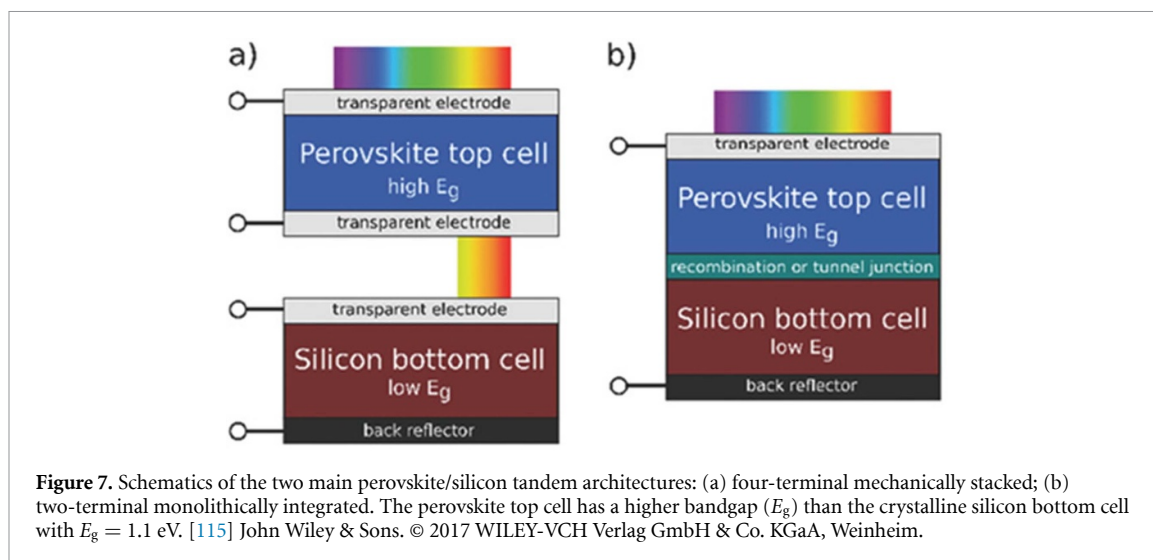 a)
transparent electrode
Perovskite top cell
high Eg
transparent electrode
transparent electrode
Silicon bottom cell
low Eg
back reflector
b)
transparent electrode
Perovskite top cell
high Eg
recombination or tunnel junction
Silicon bottom cell
low Eg
back reflector
Figure 7. Schematics of the two main perovskite/silicon tandem architectures: (a) four-terminal mechanically stacked; (b)
two-terminal monolithically integrated. The perovskite top cell has a higher bandgap (Eg) than the crystalline silicon bottom cell
with Eg = 1.1 eV. [115] John Wiley & Sons. © 2017 WILEY-VCH Verlag GmbH & Co. KGaA, Weinheim.